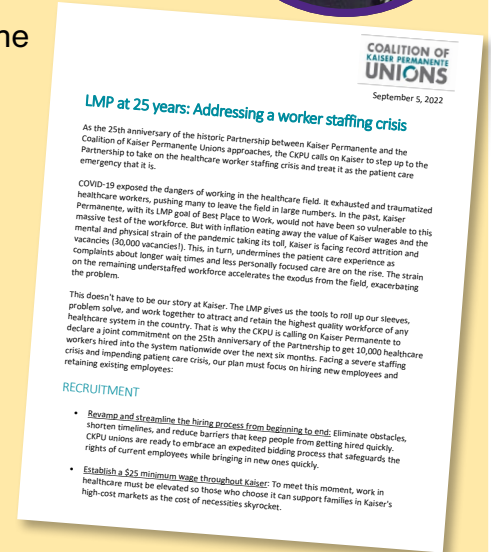 ne
COALITION OF
KAISER PERMANENTE
UNIONS
September 5, 2022
LMP at 25 years: Addressing a worker staffing crisis
As the 25th anniversary of the historic Partnership between Kaiser Permanente and the
Coalition of Kaiser Permanente Unions approaches, the CKPU calls on Kaiser to step up to the
Partnership to take on the healthcare worker staffing crisis and treat it as the patient care
emergency that it is.
COVID-19 exposed the dangers of working in the healthcare field. It exhausted and traumatized
healthcare workers, pushing many to leave the field in large numbers. In the past, Kaiser
Permanente, with its LMP goal of Best Place to Work, would not have been so vulnerable to this
massive test of the workforce. But with inflation eating away the value of Kaiser wages and the
mental and physical strain of the pandemic taking its toll, Kaiser is facing record attrition and
vacancies (30,000 vacancies!). This, in turn, undermines the patient care experience as
complaints about longer wait times and less personally focused care are on the rise. The strain
on the remaining understaffed workforce accelerates the exodus from the field, exacerbating
the problem.
This doesn't have to be our story at Kaiser. The LMP gives us the tools to roll up our sleeves,
problem solve, and work together to attract and retain the highest quality workforce of any
healthcare system in the country. That is why the CKPU is calling on Kaiser Permanente to
declare a joint commitment on the 25th anniversary of the Partnership to get 10,000 healthcare
workers hired into the system nationwide over the next six months. Facing a severe staffing
crisis and impending patient care crisis, our plan must focus on hiring new employees and
retaining existing employees:
RECRUITMENT
• Revamp and streamline the hiring process from beginning to end: Eliminate obstacles,
shorten timelines, and reduce barriers that keep people from getting hired quickly.
CKPU unions are ready to embrace an expedited bidding process that safeguards the
rights of current employees while bringing in new ones quickly.
• Establish a $25 minimum wage throughout Kaiser: To meet this moment, work in
healthcare must be elevated so those who choose it can support families in Kaiser's
high-cost markets as the cost of necessities skyrocket.